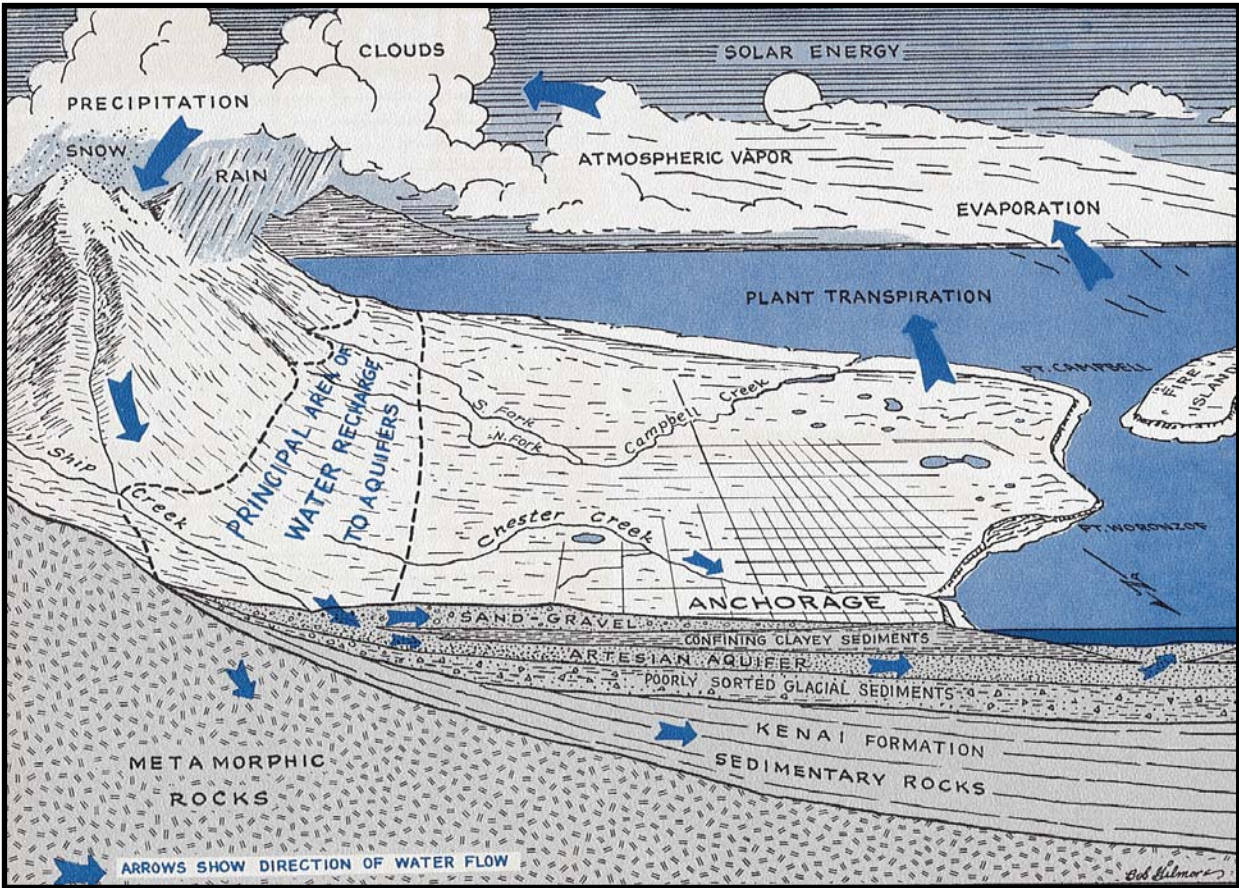 CLOUDS
SOLAR ENERGY
PRECIPITATION
SNOW
RAIN
ATMOSPHERIC VAPOR
EVAPORATION
PLANT TRANSPIRATION
PT. CAMPBELL
FIRE
ISLAND
PRINCIPAL AREA OF
WATER RECHARGE
TO AQUIFERS
S. Fork
N. Fork
Campbell Creek
Ship
Creek
Chester Creek
PT. WORONZOF
ANCHORAGE
SAND-GRAVEL
CONFINING CLAYEY SEDIMENTS
ARTESIAN AQUIFER
POORLY SORTED GLACIAL SEDIMENTS
KENAI FORMATION
SEDIMENTARY ROCKS
METAMORPHIC
ROCKS
ARROWS SHOW DIRECTION OF WATER FLOW
Bob Gilmore